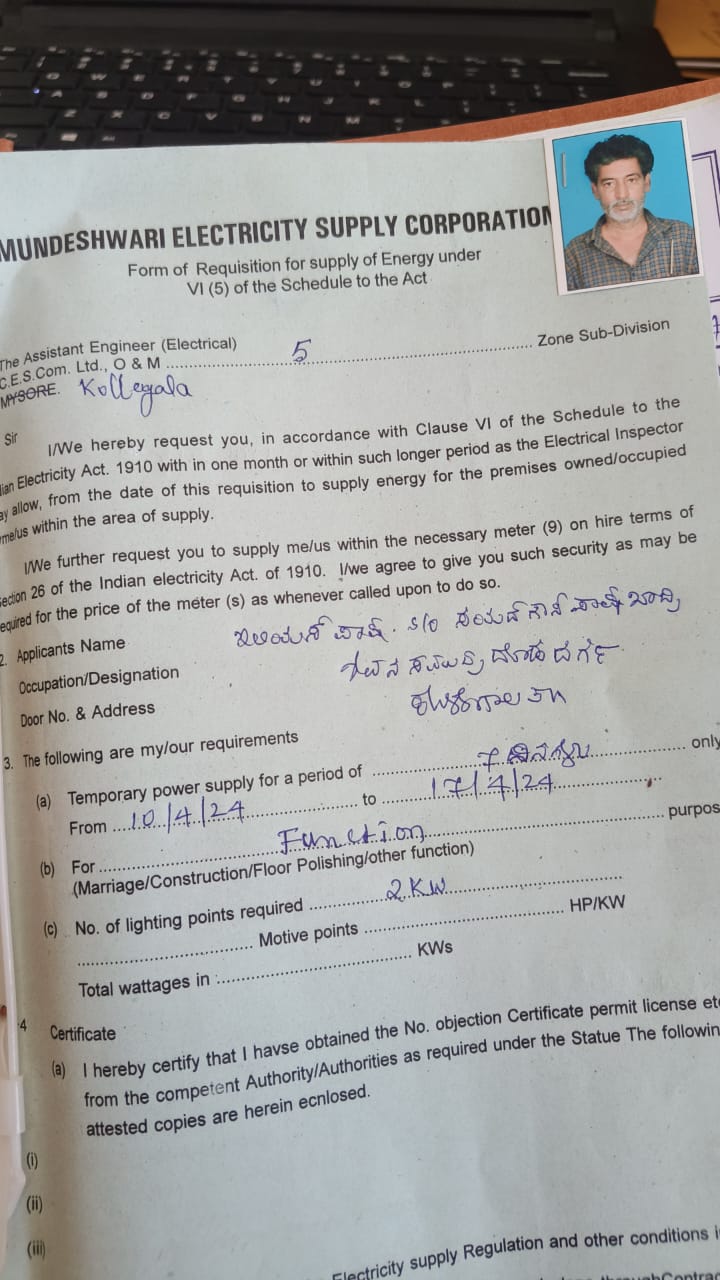 MUNDESHWARI ELECTRICITY SUPPLY CORPORATION
Form of Requisition for supply of Energy under
VI (5) of the Schedule to the Act
The Assistant Engineer (Electrical)
C.E.S.Com. Ltd., O & M ........ 5 ........ Zone Sub-Division
MYSORE. Kollegala
Sir
I/We hereby request you, in accordance with Clause VI of the Schedule to the
ian Electricity Act. 1910 with in one month or within such longer period as the Electrical Inspector
ay allow, from the date of this requisition to supply energy for the premises owned/occupied
me/us within the area of supply.
I/We further request you to supply me/us within the necessary meter (9) on hire terms of
ection 26 of the Indian electricity Act. of 1910. I/we agree to give you such security as may be
equired for the price of the meter (s) as whenever called upon to do so.
2. Applicants Name ಪಾಷ. S/o ಸಯದ್
Occupation/Designation
Door No. & Address
3. The following are my/our requirements
(a) Temporary power supply for a period of ........ 7 ........ only
From .... 10/4/24 ........ to ........ 17/4/24 ........
(b) For ........ Function ........ purpos
(Marriage/Construction/Floor Polishing/other function)
(c) No. of lighting points required ........ 2 KW ........
........ Motive points ........ HP/KW
Total wattages in ........ KWs
4 Certificate
(a) I hereby certify that I havse obtained the No. objection Certificate permit license etc
from the competent Authority/Authorities as required under the Statue The followin
attested copies are herein ecnlosed.
(i)
(ii)
(iii)
Electricity supply Regulation and other conditions i